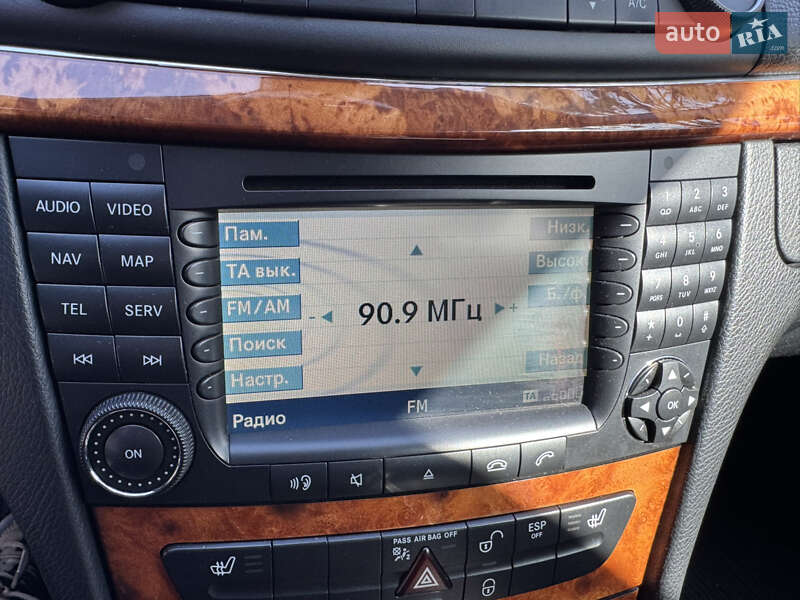 A/C
auto RIA
.com
AUDIO VIDEO
NAV MAP
TEL SERV
ON
Пам.
ТА вык.
FM/AM
Поиск
Настр.
- 90.9 МГц +
Низк.
Высок
Б./ф
Назад
Радио
FM
TA
1
2 ABC
3 DEF
4 GHI
5 JKL
6 MNO
7 PQRS
8 TUV
9 WXYZ
* 0 #
OK
PASS AIR BAG OFF
ESP
OFF